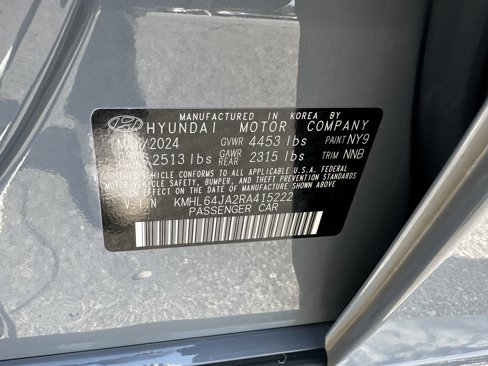 MANUFACTURED IN KOREA BY
HYUNDAI MOTOR COMPANY
MAY/2024 GVWR 4453 lbs PAINT NY9
2513 lbs GAWR REAR 2315 lbs TRIM NNB
THIS VEHICLE CONFORMS TO ALL APPLICABLE U.S.A. FEDERAL
MOTOR VEHICLE SAFETY, BUMPER, AND THEFT PREVENTION STANDARDS
IN EFFECT ON THE DATE OF MANUFACTURE SHOWN ABOVE.
V·I·N KMHL64JA2RA415222
PASSENGER CAR